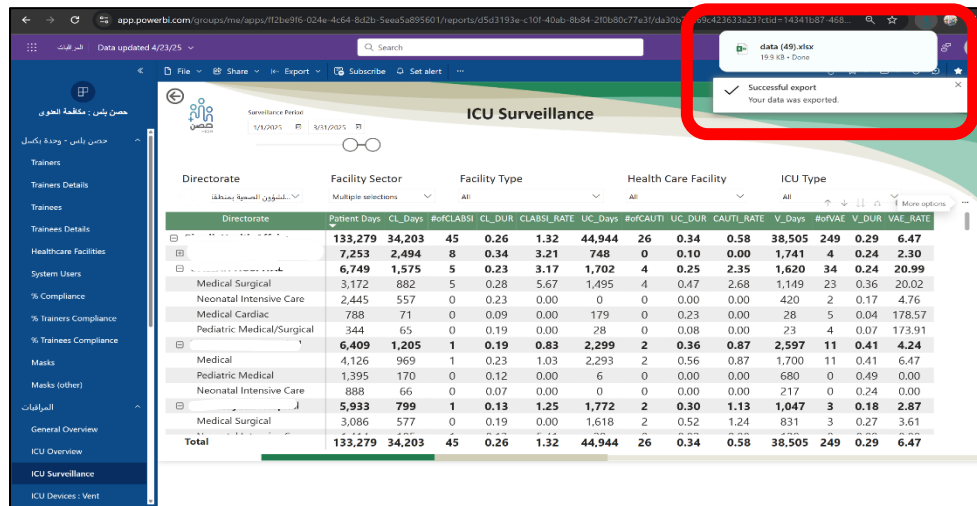 app.powerbi.com/groups/me/apps/ff2be9f6-024e-4c64-8d2b-5eea5a895601/reports/d5d3193e-c10f-40ab-8b84-2f0b80c77e3f/da30b
69c423633a23?ctid=14341b87-468...
المراقبات | Data updated 4/23/25
Search
data (49).xlsx
19.9 KB • Done
Successful export
Your data was exported.
File Share Export Subscribe Set alert ...
حصن بلس : مكافحة العدوى
حصن بلس - وحدة بكسل
Trainers
Trainers Details
Trainees
Trainees Details
Healthcare Facilities
System Users
% Compliance
% Trainers Compliance
% Trainees Compliance
Masks
Masks (other)
المراقبات
General Overview
ICU Overview
ICU Surveillance
ICU Devices : Vent
حصن
Surveillance Period
1/1/2025 3/31/2025
ICU Surveillance
Directorate Facility Sector Facility Type Health Care Facility ICU Type
...لشؤون الصحية بمنطقة Multiple selections All All All
More options
Directorate Patient Days CL_Days #ofCLABSI CL_DUR CLABSI_RATE UC_Days #ofCAUTI UC_DUR CAUTI_RATE V_Days #ofVAE V_DUR VAE_RATE
133,279 34,203 45 0.26 1.32 44,944 26 0.34 0.58 38,505 249 0.29 6.47
7,253 2,494 8 0.34 3.21 748 0 0.10 0.00 1,741 4 0.24 2.30
6,749 1,575 5 0.23 3.17 1,702 4 0.25 2.35 1,620 34 0.24 20.99
Medical Surgical 3,172 882 5 0.28 5.67 1,495 4 0.47 2.68 1,149 23 0.36 20.02
Neonatal Intensive Care 2,445 557 0 0.23 0.00 0 0 0.00 0.00 420 2 0.17 4.76
Medical Cardiac 788 71 0 0.09 0.00 179 0 0.23 0.00 28 5 0.04 178.57
Pediatric Medical/Surgical 344 65 0 0.19 0.00 28 0 0.08 0.00 23 4 0.07 173.91
6,409 1,205 1 0.19 0.83 2,299 2 0.36 0.87 2,597 11 0.41 4.24
Medical 4,126 969 1 0.23 1.03 2,293 2 0.56 0.87 1,700 11 0.41 6.47
Pediatric Medical 1,395 170 0 0.12 0.00 6 0 0.00 0.00 680 0 0.49 0.00
Neonatal Intensive Care 888 66 0 0.07 0.00 0 0 0.00 0.00 217 0 0.24 0.00
5,933 799 1 0.13 1.25 1,772 2 0.30 1.13 1,047 3 0.18 2.87
Medical Surgical 3,086 577 0 0.19 0.00 1,618 2 0.52 1.24 831 3 0.27 3.61
Total 133,279 34,203 45 0.26 1.32 44,944 26 0.34 0.58 38,505 249 0.29 6.47